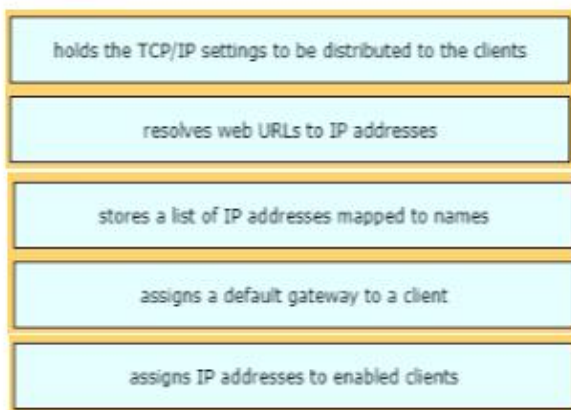 holds the TCP/IP settings to be distributed to the clients
resolves web URLs to IP addresses
stores a list of IP addresses mapped to names
assigns a default gateway to a client
assigns IP addresses to enabled clients